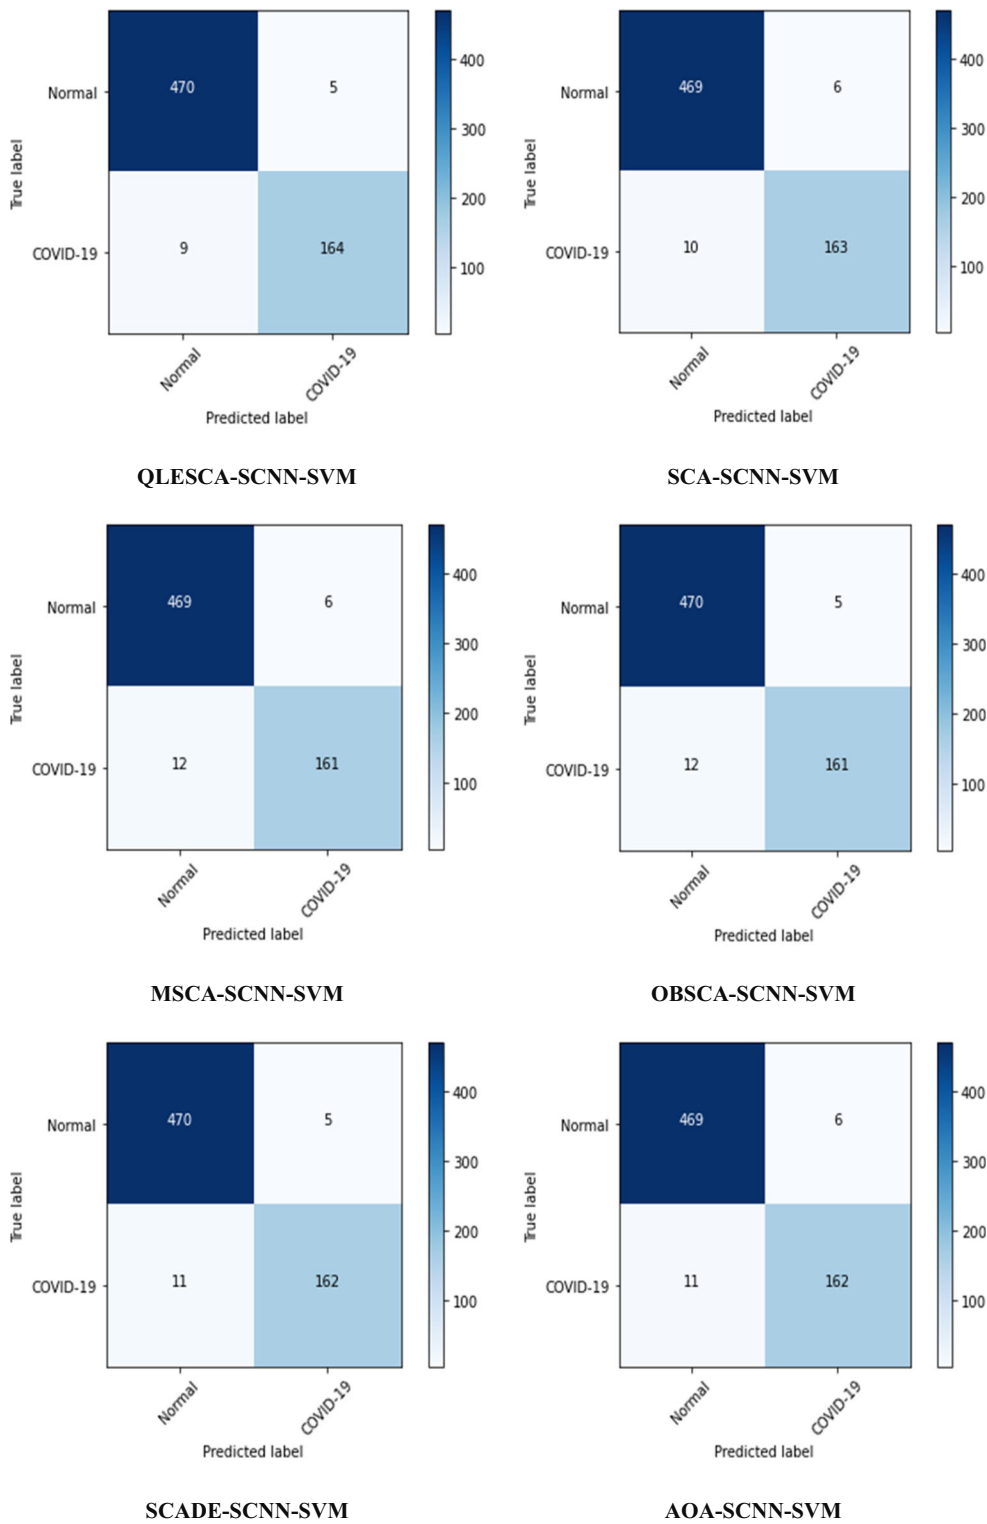 470 5 400
Normal
300
True label
200
COVID-19 9 164
100
Normal COVID-19
Predicted label
QLESCA-SCNN-SVM
469 6 400
Normal
300
True label
200
COVID-19 10 163
100
Normal COVID-19
Predicted label
SCA-SCNN-SVM
469 6 400
Normal
300
True label
200
COVID-19 12 161
100
Normal COVID-19
Predicted label
MSCA-SCNN-SVM
470 5 400
Normal
300
True label
200
COVID-19 12 161
100
Normal COVID-19
Predicted label
OBSCA-SCNN-SVM
470 5 400
Normal
300
True label
200
COVID-19 11 162
100
Normal COVID-19
Predicted label
SCADE-SCNN-SVM
469 6 400
Normal
300
True label
200
COVID-19 11 162
100
Normal COVID-19
Predicted label
AOA-SCNN-SVM